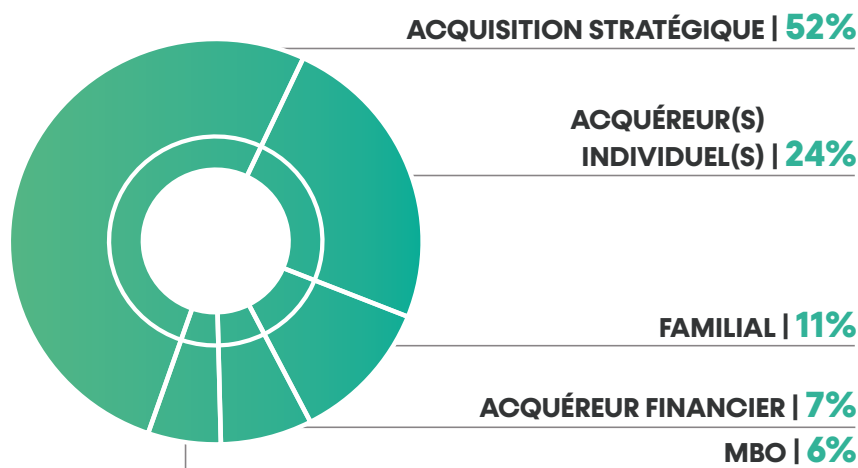 ACQUISITION STRATÉGIQUE | 52%
ACQUÉREUR(S)
INDIVIDUEL(S) | 24%
FAMILIAL | 11%
ACQUÉREUR FINANCIER | 7%
MBO | 6%